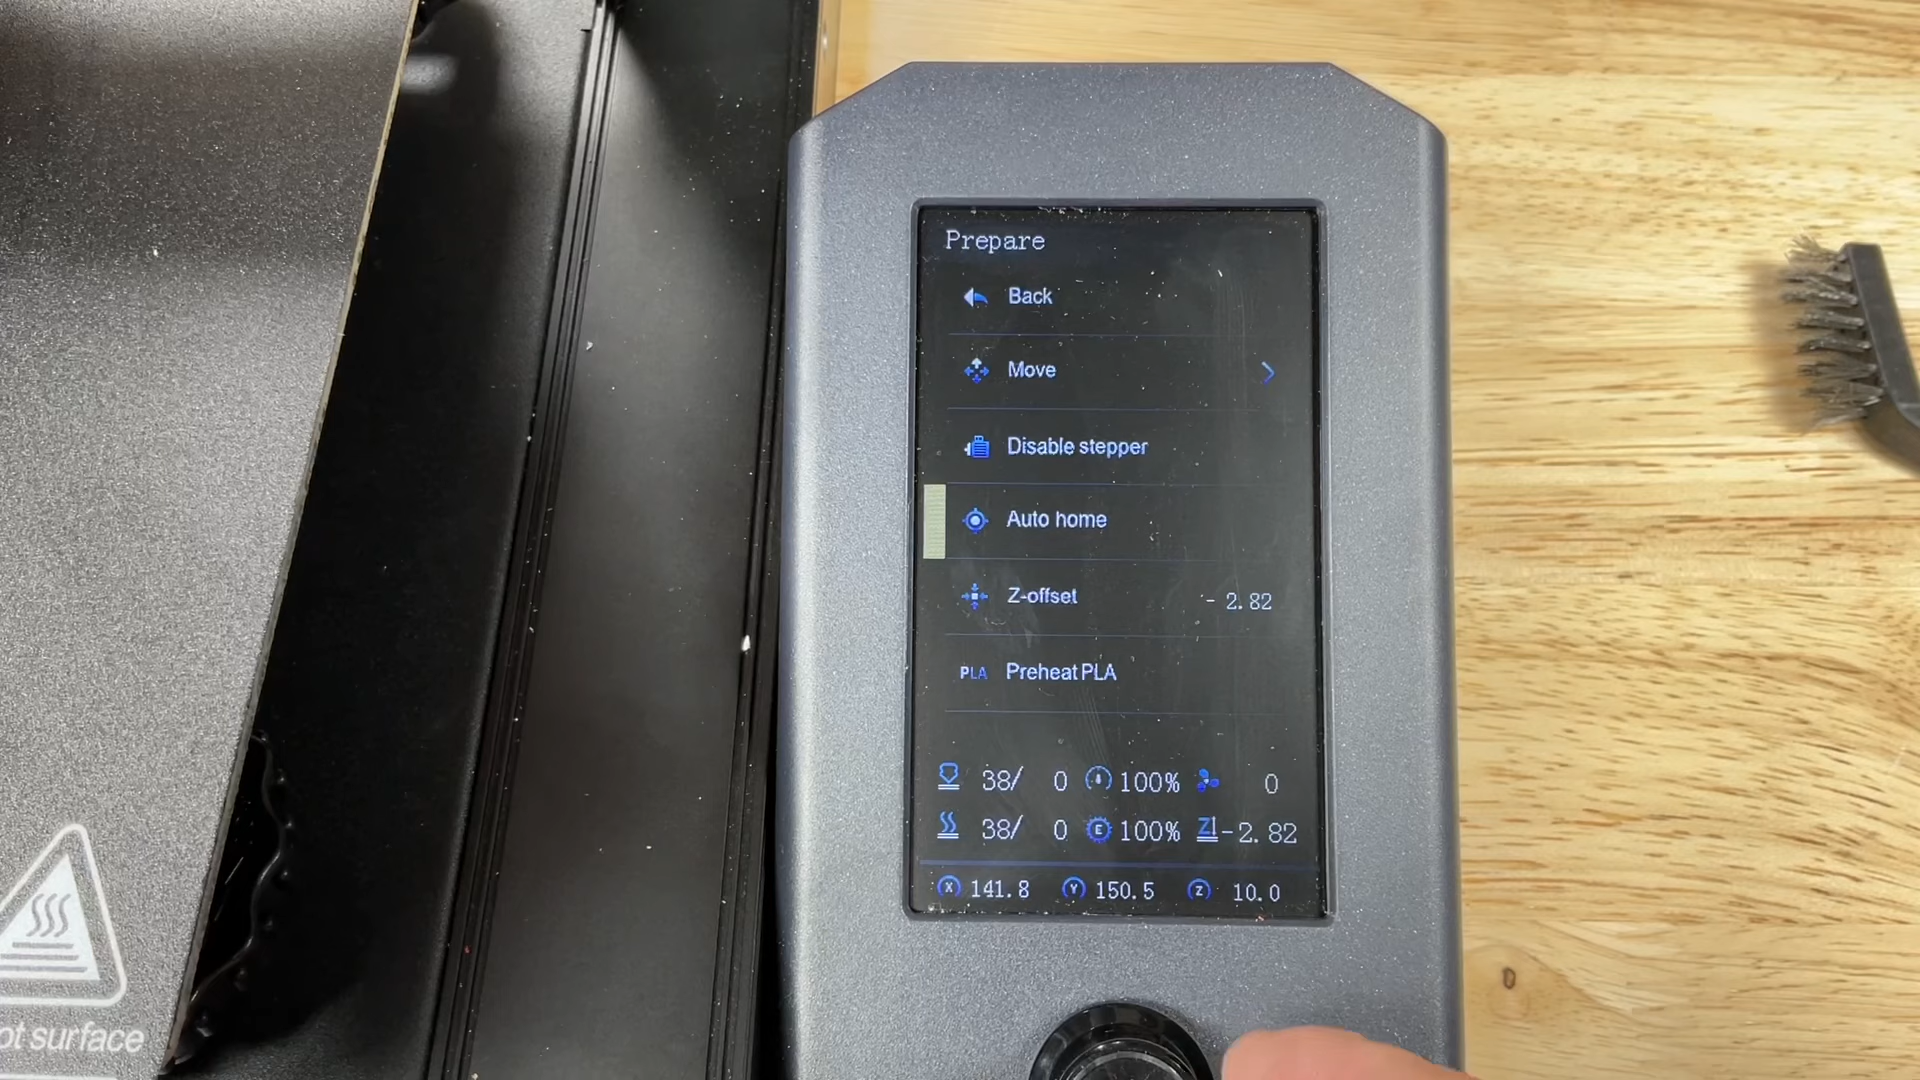 Prepare
Back
Move
Disable stepper
Auto home
Z-offset - 2.82
PLA Preheat PLA
38/ 0 100% 0
38/ 0 E 100% Z -2.82
X 141.8 Y 150.5 Z 10.0
ot surface